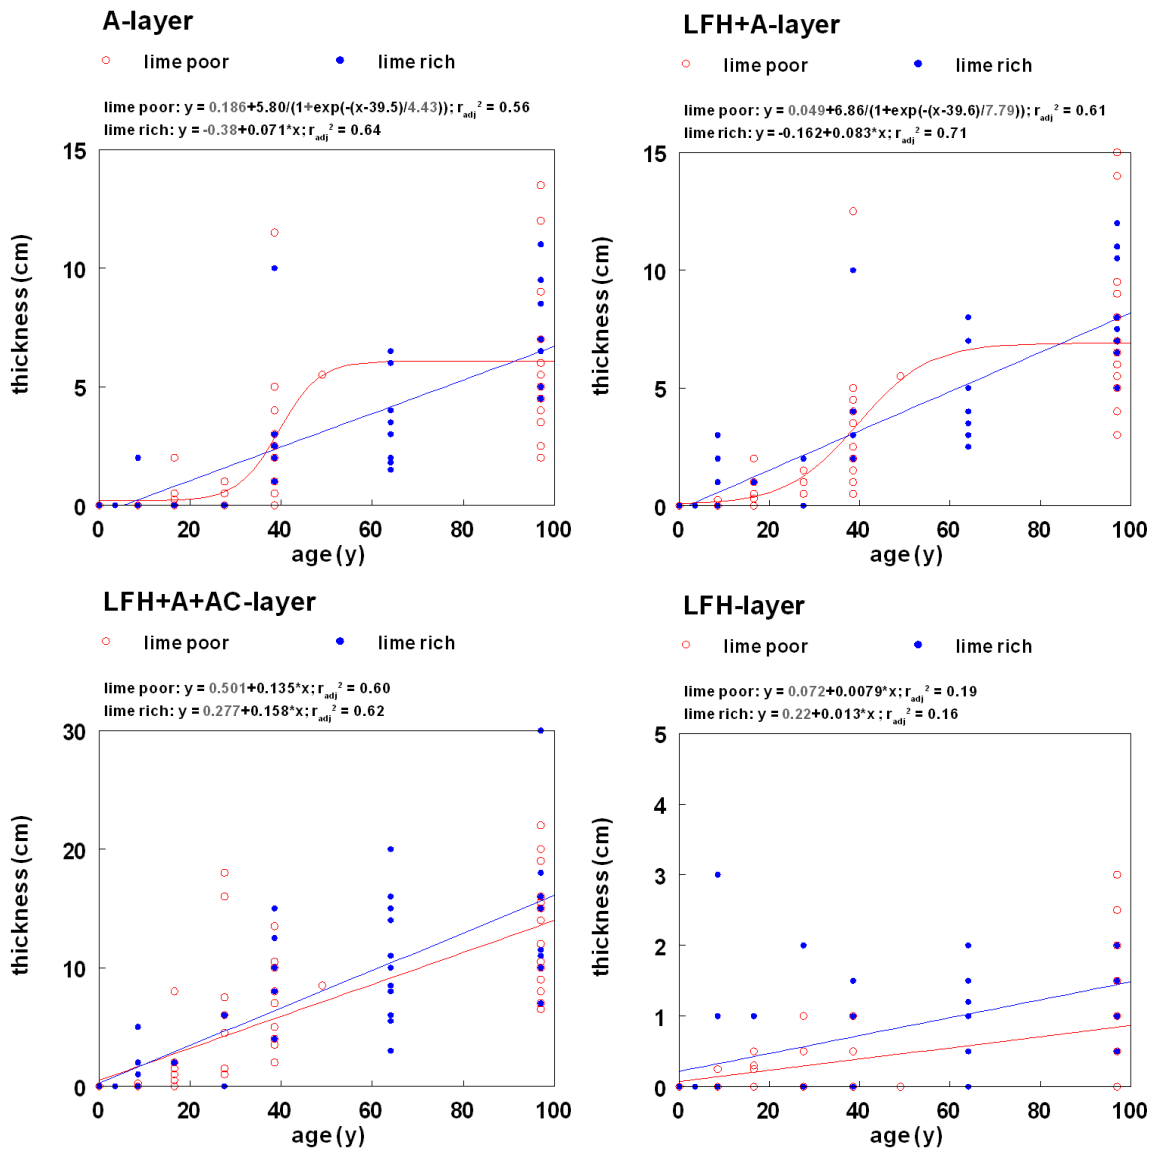 A-layer
lime poor lime rich
lime poor: y = 0.186+5.80/(1+exp(-(x-39.5)/4.43)); r_adj² = 0.56
lime rich: y = -0.38+0.071*x; r_adj² = 0.64
15
10
5
0
thickness (cm)
0 20 40 60 80 100
age (y)
LFH+A-layer
lime poor lime rich
lime poor: y = 0.049+6.86/(1+exp(-(x-39.6)/7.79)); r_adj² = 0.61
lime rich: y=-0.162+0.083*x; r_adj² = 0.71
15
10
5
0
thickness (cm)
0 20 40 60 80 100
age (y)
LFH+A+AC-layer
lime poor lime rich
lime poor: y = 0.501+0.135*x; r_adj² = 0.60
lime rich: y = 0.277+0.158*x; r_adj² = 0.62
30
20
10
0
thickness (cm)
0 20 40 60 80 100
age (y)
LFH-layer
lime poor lime rich
lime poor: y = 0.072+0.0079*x; r_adj² = 0.19
lime rich: y = 0.22+0.013*x ; r_adj² = 0.16
5
4
3
2
1
0
thickness (cm)
0 20 40 60 80 100
age (y)